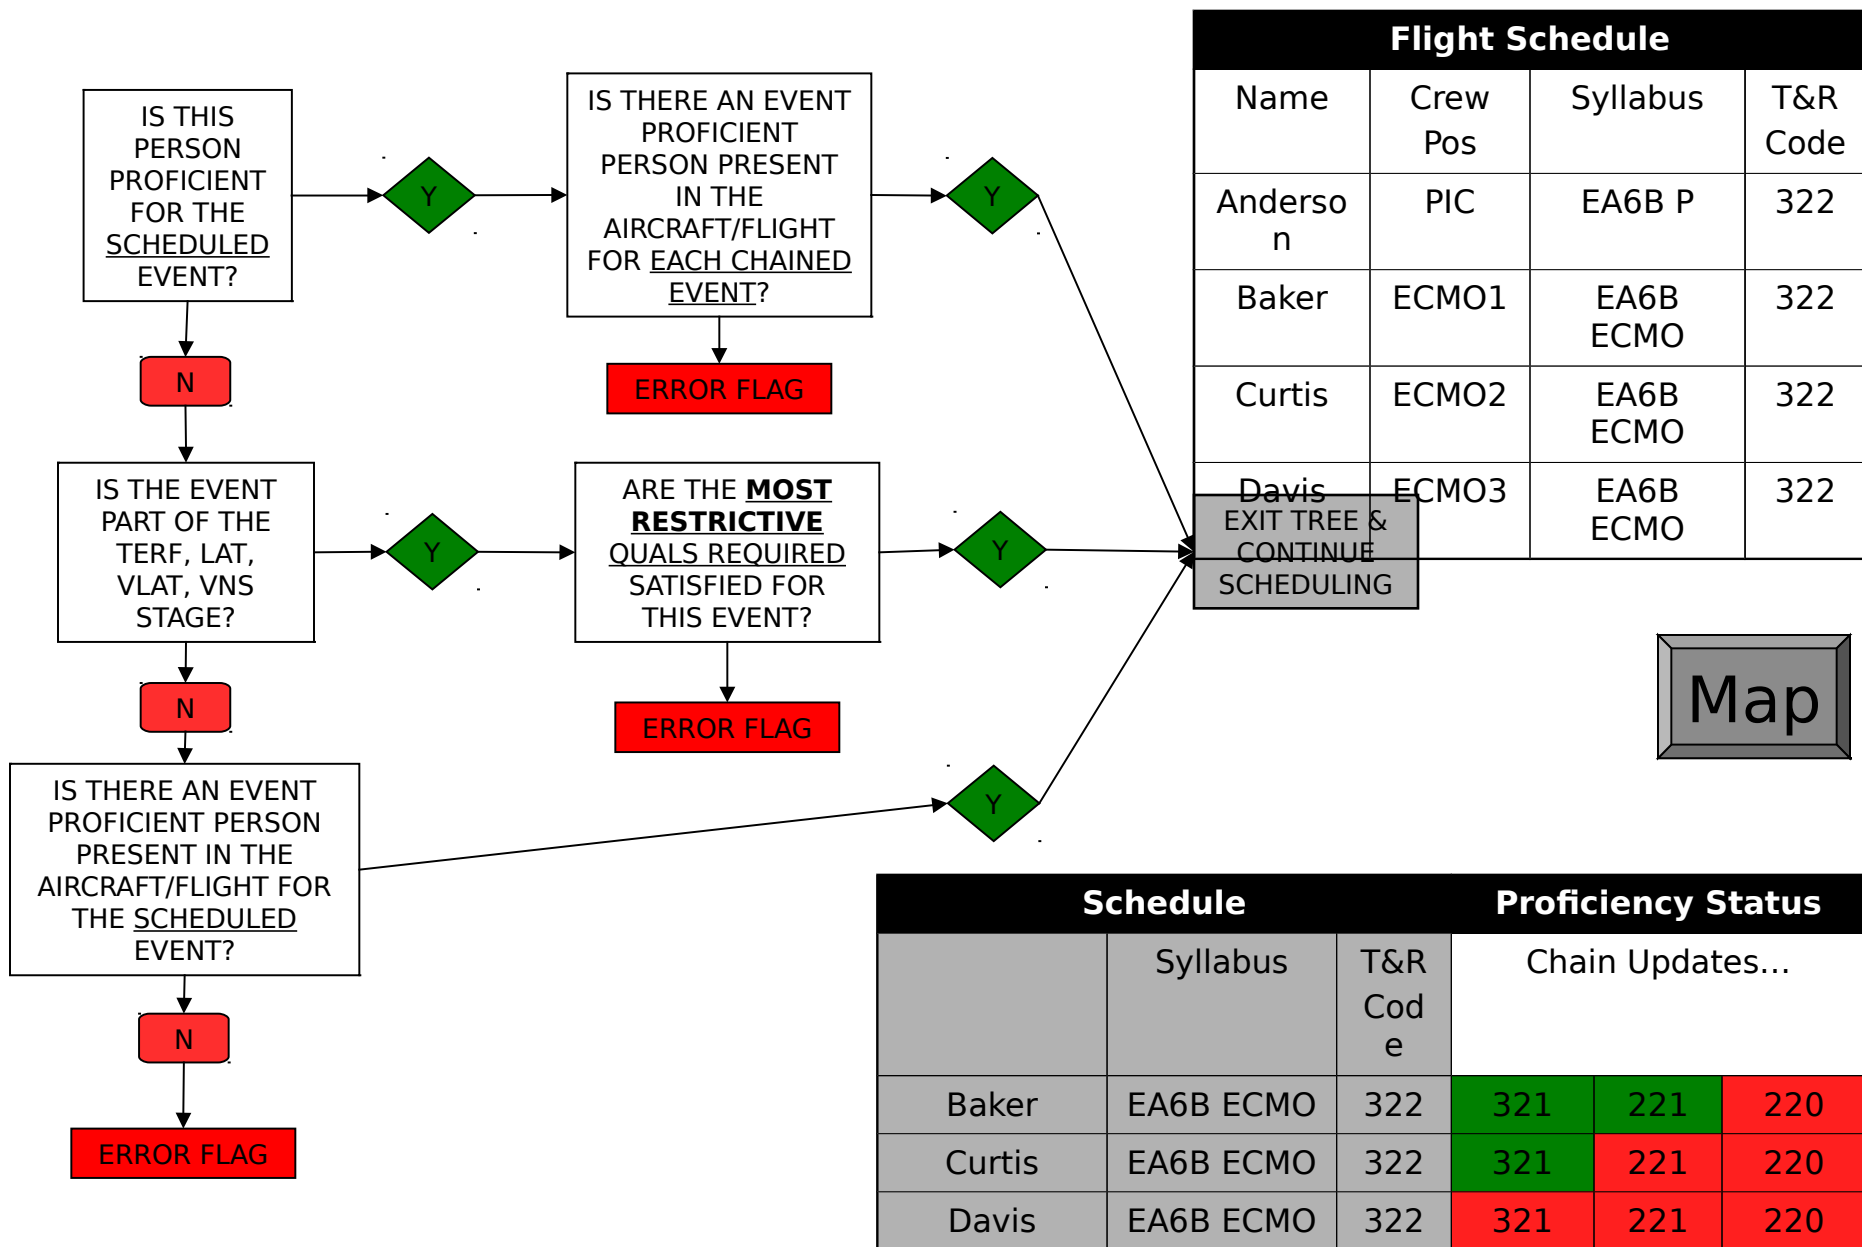 IS THIS
PERSON
PROFICIENT
FOR THE
SCHEDULED
EVENT?
Y
IS THERE AN EVENT
PROFICIENT
PERSON PRESENT
IN THE
AIRCRAFT/FLIGHT
FOR EACH CHAINED
EVENT?
Y
N
ERROR FLAG
IS THE EVENT
PART OF THE
TERF, LAT,
VLAT, VNS
STAGE?
Y
ARE THE MOST
RESTRICTIVE
QUALS REQUIRED
SATISFIED FOR
THIS EVENT?
Y
N
ERROR FLAG
IS THERE AN EVENT
PROFICIENT PERSON
PRESENT IN THE
AIRCRAFT/FLIGHT FOR
THE SCHEDULED
EVENT?
Y
N
ERROR FLAG
EXIT TREE &
CONTINUE
SCHEDULING
Flight Schedule
Name Crew Pos Syllabus T&R Code
Anderso
n PIC EA6B P 322
Baker ECMO1 EA6B
ECMO 322
Curtis ECMO2 EA6B
ECMO 322
Davis ECMO3 EA6B
ECMO 322
Map
Schedule Proficiency Status
Syllabus T&R Chain Updates...
Cod
e
Baker EA6B ECMO 322 321 221 220
Curtis EA6B ECMO 322 321 221 220
Davis EA6B ECMO 322 321 221 220